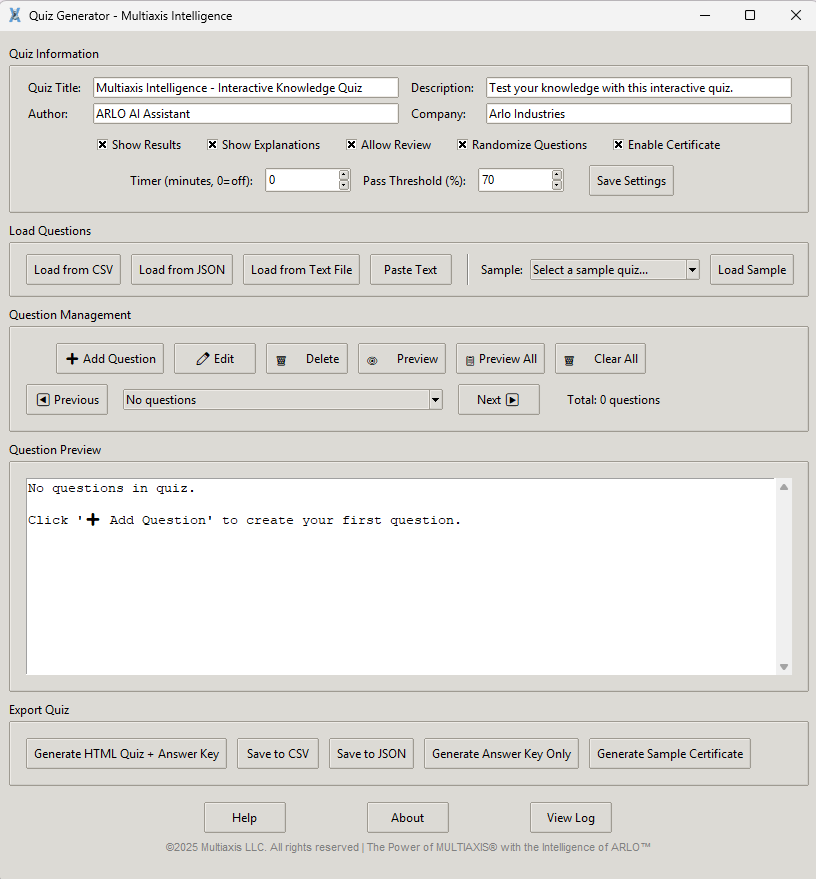 Quiz Generator - Multiaxis Intelligence
Quiz Information
Quiz Title: Multiaxis Intelligence - Interactive Knowledge Quiz Description: Test your knowledge with this interactive quiz.
Author: ARLO AI Assistant Company: Arlo Industries
Show Results Show Explanations Allow Review Randomize Questions Enable Certificate
Timer (minutes, 0=off): 0 Pass Threshold (%): 70 Save Settings
Load Questions
Load from CSV Load from JSON Load from Text File Paste Text Sample: Select a sample quiz... Load Sample
Question Management
Add Question Edit Delete Preview Preview All Clear All
Previous No questions Next Total: 0 questions
Question Preview
No questions in quiz.
Click '➕ Add Question' to create your first question.
Export Quiz
Generate HTML Quiz + Answer Key Save to CSV Save to JSON Generate Answer Key Only Generate Sample Certificate
Help About View Log
©2025 Multiaxis LLC. All rights reserved | The Power of MULTIAXIS® with the Intelligence of ARLO™